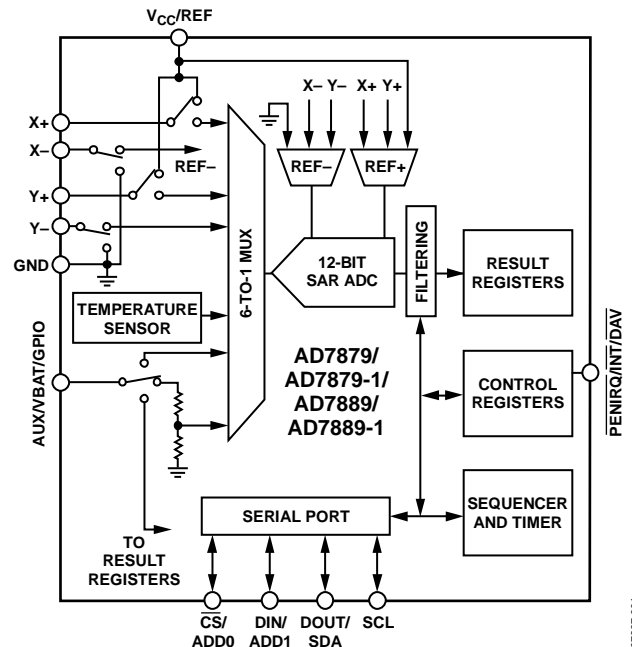 VCC/REF
X– Y– X+ Y+
X+
X–
REF–
Y+
Y–
GND
REF–
REF+
6-TO-1 MUX
12-BIT
SAR ADC
FILTERING
RESULT
REGISTERS
TEMPERATURE
SENSOR
AUX/VBAT/GPIO
AD7879/
AD7879-1/
AD7889/
AD7889-1
CONTROL
REGISTERS
PENIRQ/INT/DAV
SEQUENCER
AND TIMER
SERIAL PORT
TO
RESULT
REGISTERS
CS/
ADD0
DIN/
ADD1
DOUT/
SDA
SCL